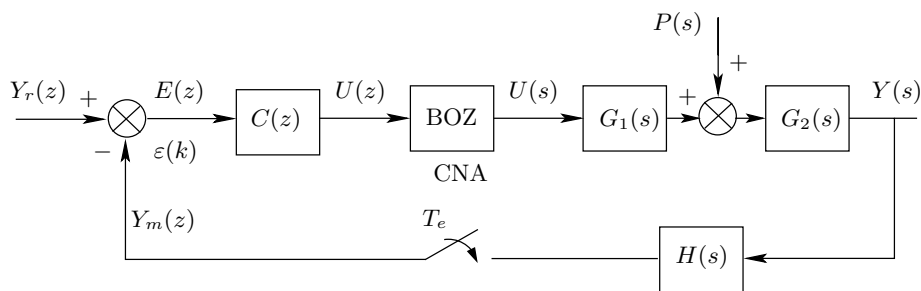 P(s)
+
Y_r(z)
+
−
E(z)
ε(k)
C(z)
U(z)
BOZ
CNA
U(s)
G_1(s)
+
G_2(s)
Y(s)
Y_m(z)
T_e
H(s)